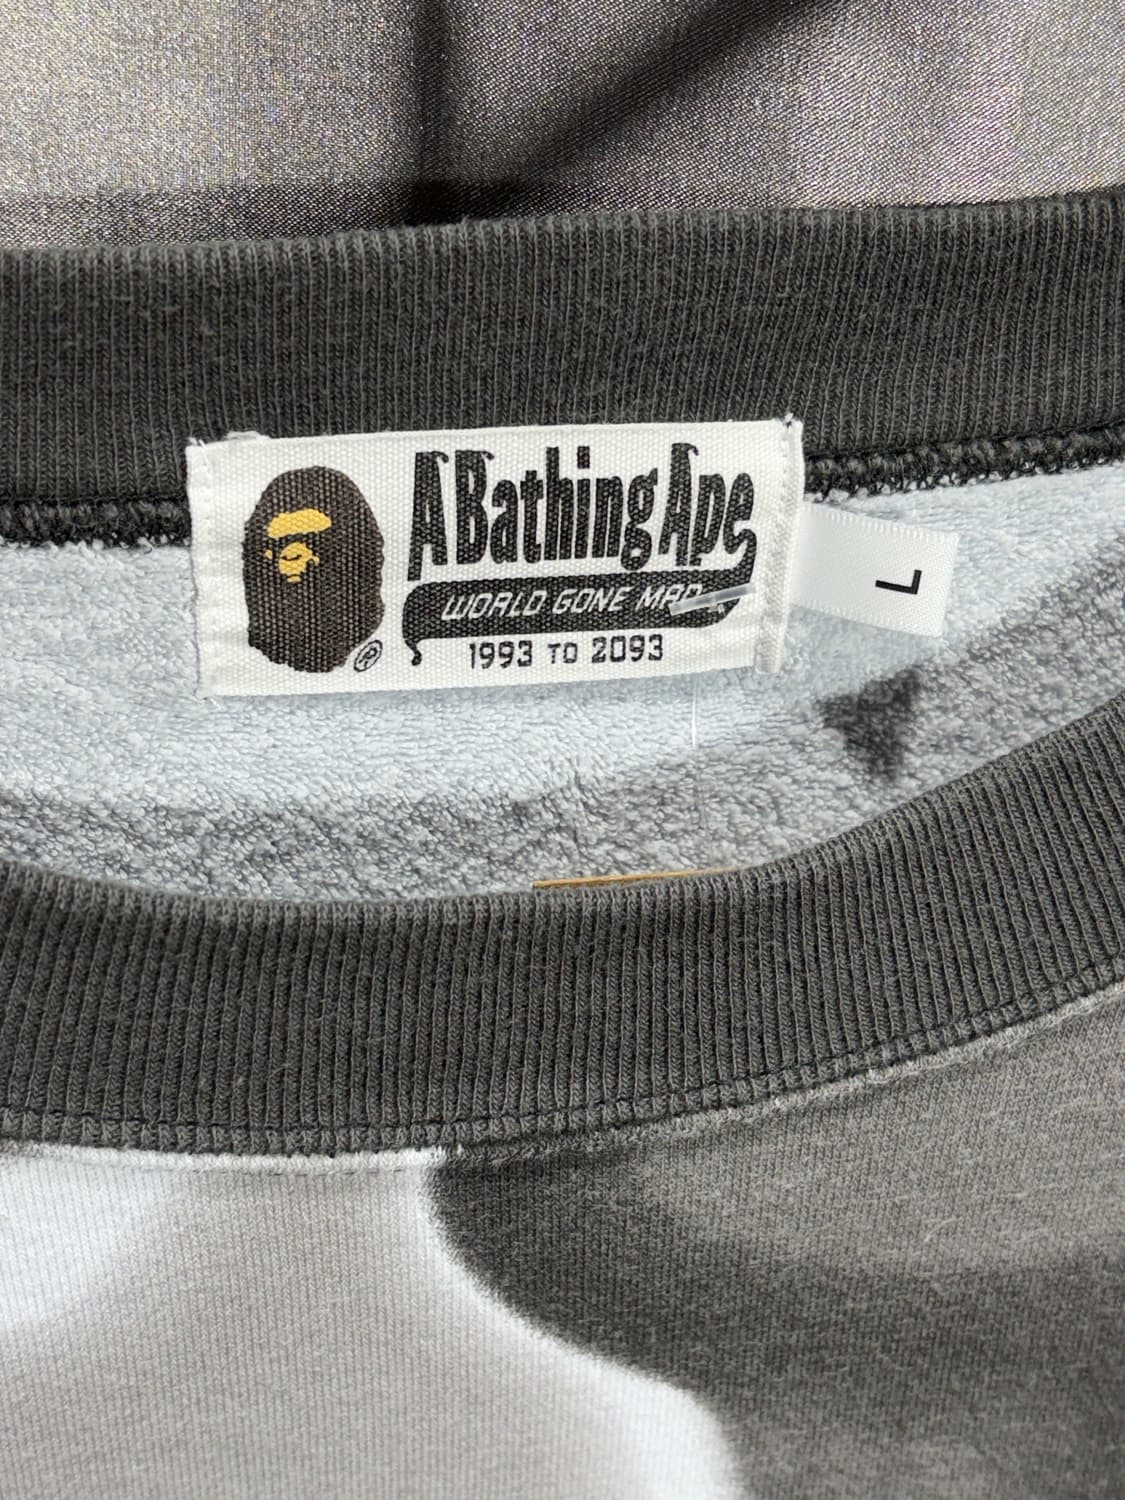 A Bathing Ape
WORLD GONE MAD
1993 TO 2093
L